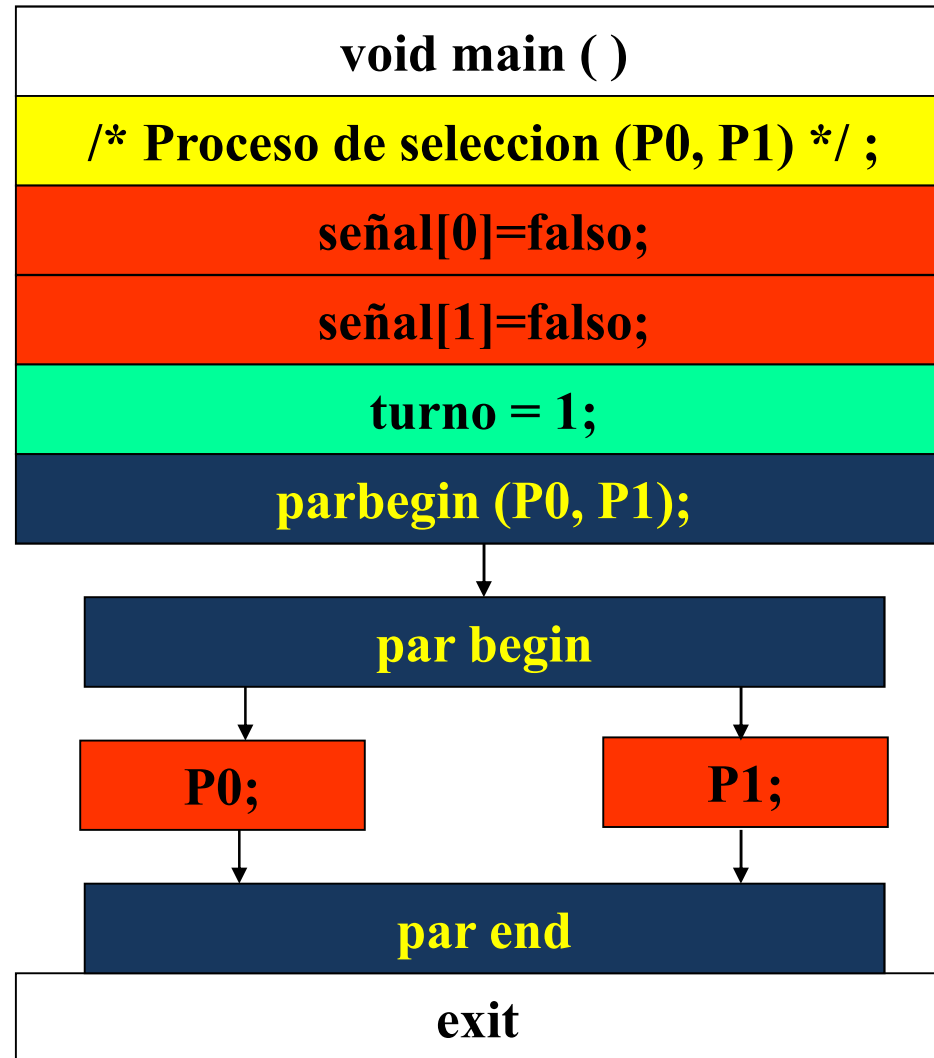 void main ( )
/* Proceso de seleccion (P0, P1) */ ;
señal[0]=falso;
señal[1]=falso;
turno = 1;
parbegin (P0, P1);
par begin
P0;
P1;
par end
exit